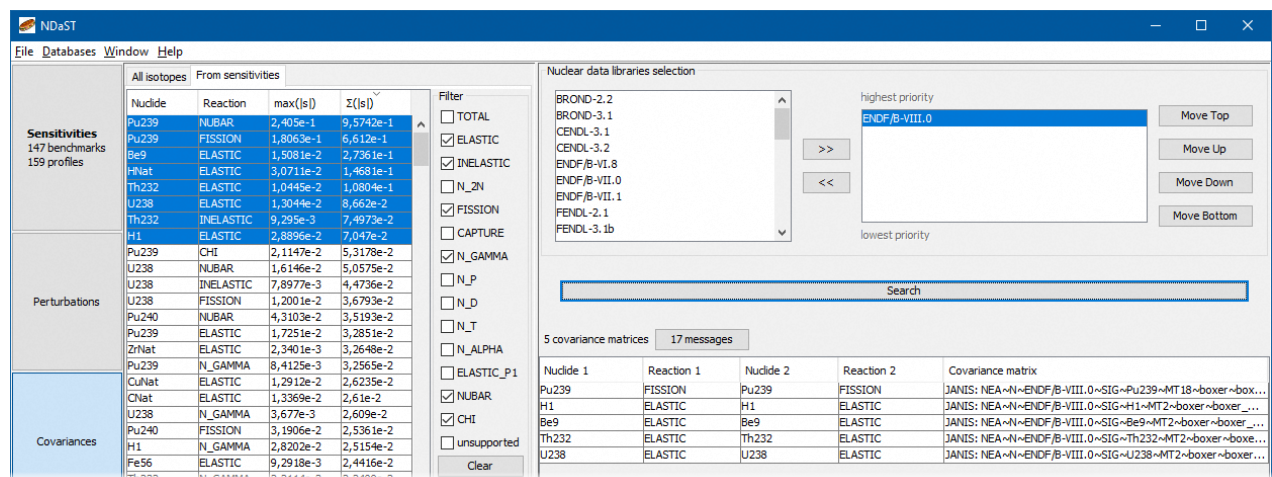 NDaST
File Databases Window Help
Sensitivities
147 benchmarks
159 profiles
Perturbations
Covariances
All isotopes From sensitivities
Nuclide Reaction max(|s|) Σ(|s|)
Pu239 NUBAR 2,405e-1 9,5742e-1
Pu239 FISSION 1,8063e-1 6,612e-1
Be9 ELASTIC 1,5081e-2 2,7361e-1
HNat ELASTIC 3,0711e-2 1,4681e-1
Th232 ELASTIC 1,0445e-2 1,0804e-1
U238 ELASTIC 1,3044e-2 8,662e-2
Th232 INELASTIC 9,295e-3 7,4973e-2
H1 ELASTIC 2,8896e-2 7,047e-2
Pu239 CHI 2,1147e-2 5,3178e-2
U238 NUBAR 1,6146e-2 5,0575e-2
U238 INELASTIC 7,8977e-3 4,4736e-2
U238 FISSION 1,2001e-2 3,6793e-2
Pu240 NUBAR 4,3103e-2 3,5193e-2
Pu239 ELASTIC 1,7251e-2 3,2851e-2
ZrNat ELASTIC 2,3401e-3 3,2648e-2
Pu239 N_GAMMA 8,4125e-3 3,2565e-2
CuNat ELASTIC 1,2912e-2 2,6235e-2
CNat ELASTIC 1,3369e-2 2,61e-2
U238 N_GAMMA 3,677e-3 2,609e-2
Pu240 FISSION 3,1906e-2 2,5361e-2
H1 N_GAMMA 2,8202e-2 2,5154e-2
Fe56 ELASTIC 9,2918e-3 2,4416e-2
Filter
TOTAL
ELASTIC
INELASTIC
N_2N
FISSION
CAPTURE
N_GAMMA
N_P
N_D
N_T
N_ALPHA
ELASTIC_P1
NUBAR
CHI
unsupported
Clear
Nuclear data libraries selection
BROND-2.2
BROND-3.1
CENDL-3.1
CENDL-3.2
ENDF/B-VI.8
ENDF/B-VII.0
ENDF/B-VII.1
FENDL-2.1
FENDL-3.1b
>>
<<
highest priority
ENDF/B-VIII.0
lowest priority
Move Top
Move Up
Move Down
Move Bottom
Search
5 covariance matrices 17 messages
Nuclide 1 Reaction 1 Nuclide 2 Reaction 2 Covariance matrix
Pu239 FISSION Pu239 FISSION JANIS: NEA~N~ENDF/B-VIII.0~SIG~Pu239~MT18~boxer~box...
H1 ELASTIC H1 ELASTIC JANIS: NEA~N~ENDF/B-VIII.0~SIG~H1~MT2~boxer~boxer_...
Be9 ELASTIC Be9 ELASTIC JANIS: NEA~N~ENDF/B-VIII.0~SIG~Be9~MT2~boxer~boxer_...
Th232 ELASTIC Th232 ELASTIC JANIS: NEA~N~ENDF/B-VIII.0~SIG~Th232~MT2~boxer~boxe...
U238 ELASTIC U238 ELASTIC JANIS: NEA~N~ENDF/B-VIII.0~SIG~U238~MT2~boxer~boxer...